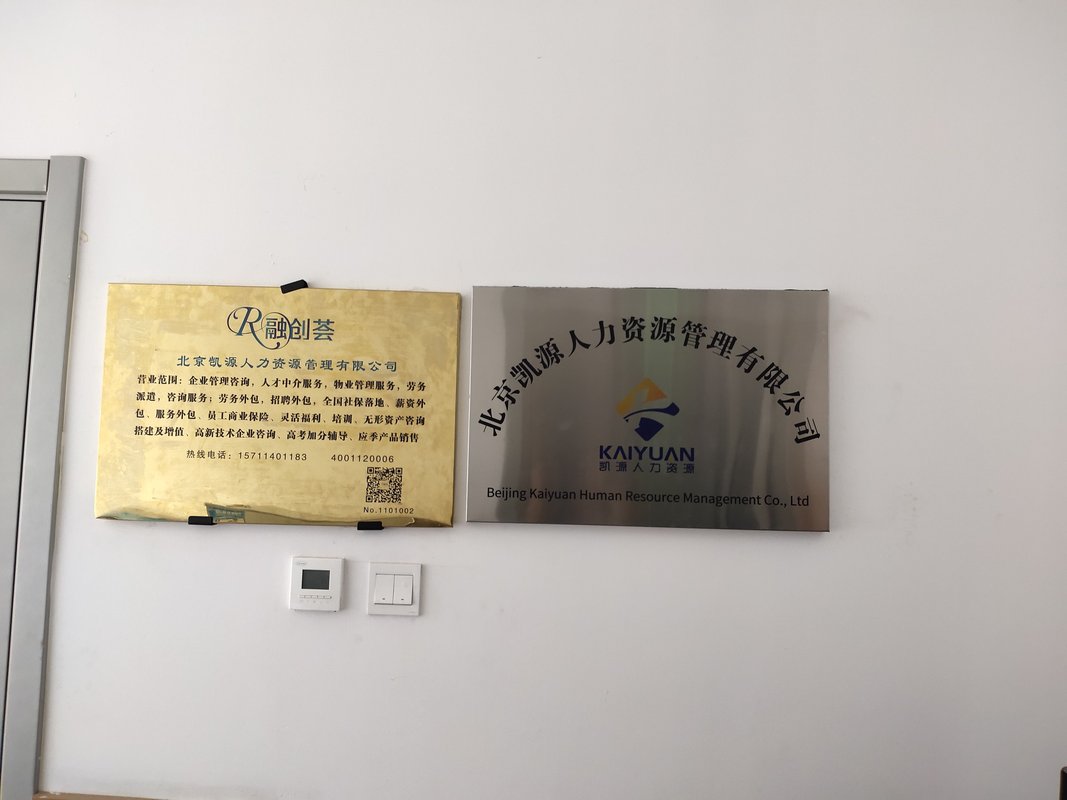 R融创荟
北京凯源人力资源管理有限公司
营业范围：企业管理咨询，人才中介服务，物业管理服务，劳务
派遣，咨询服务；劳务外包，招聘外包，全国社保落地、薪资外
包、服务外包、员工商业保险、灵活福利、培训、无形资产咨询
搭建及增值、高新技术企业咨询、高考加分辅导、应季产品销售
热线电话：15711401183 4001120006
No.1101002
北京凯源人力资源管理有限公司
KAIYUAN
凯源人力资源
Beijing Kaiyuan Human Resource Management Co., Ltd